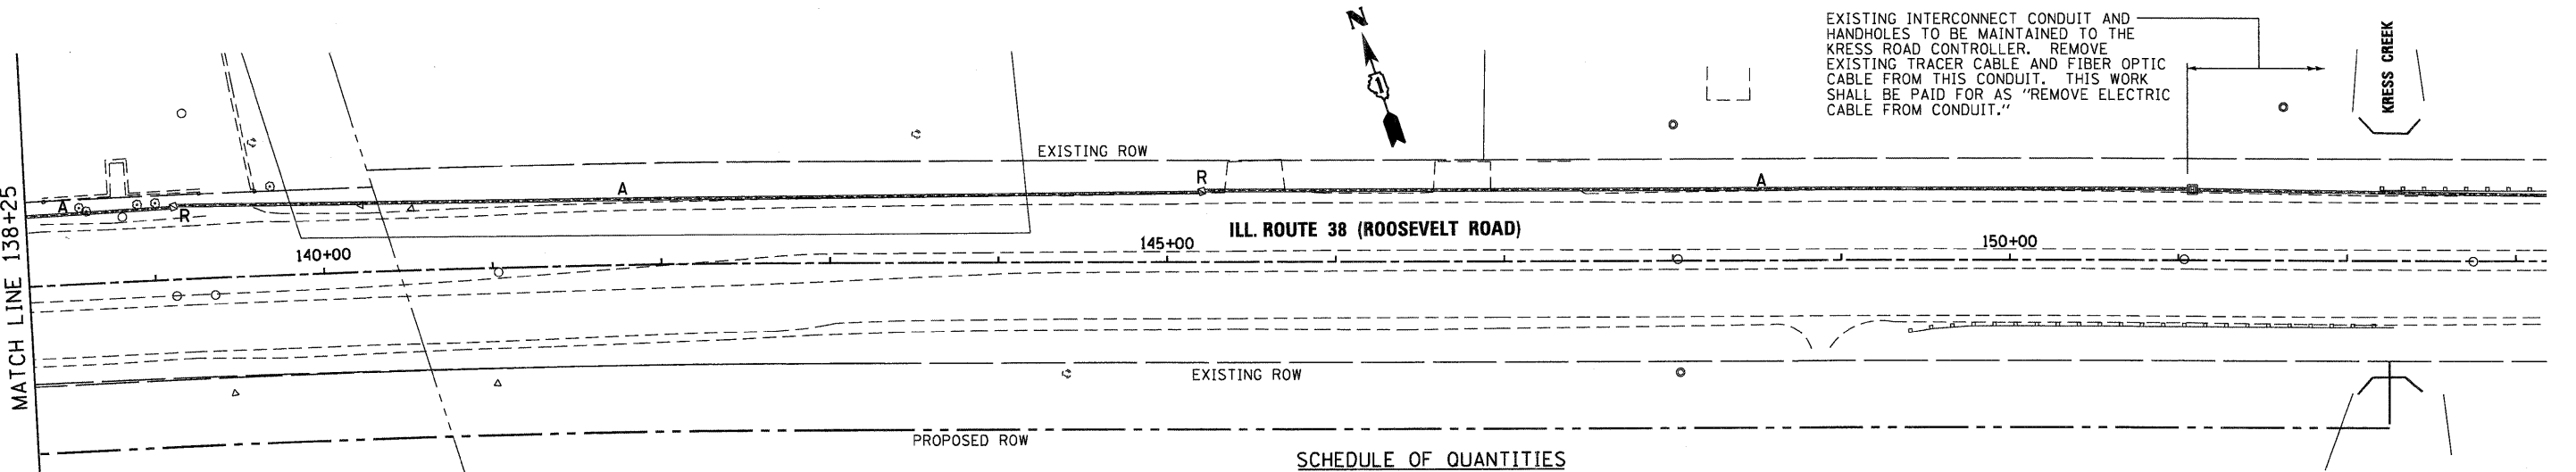 EXISTING INTERCONNECT CONDUIT AND
HANDHOLES TO BE MAINTAINED TO THE
KRESS ROAD CONTROLLER. REMOVE
EXISTING TRACER CABLE AND FIBER OPTIC
CABLE FROM THIS CONDUIT. THIS WORK
SHALL BE PAID FOR AS "REMOVE ELECTRIC
CABLE FROM CONDUIT."
KRESS CREEK
N
EXISTING ROW
MATCH LINE 138+25
A
R
A
R
A
ILL. ROUTE 38 (ROOSEVELT ROAD)
140+00
145+00
150+00
EXISTING ROW
PROPOSED ROW
SCHEDULE OF QUANTITIES